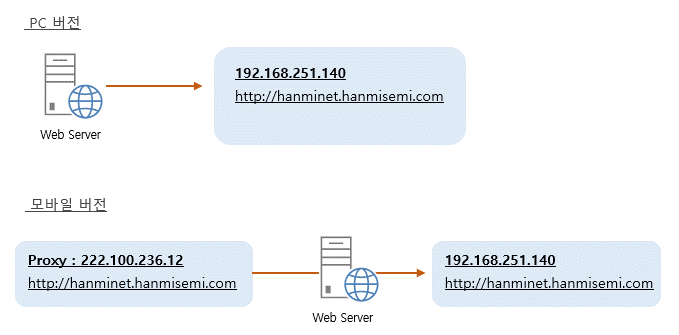 PC 버전
192.168.251.140
http://hanminet.hanmisemi.com
Web Server
모바일 버전
Proxy : 222.100.236.12
http://hanminet.hanmisemi.com
Web Server
192.168.251.140
http://hanminet.hanmisemi.com